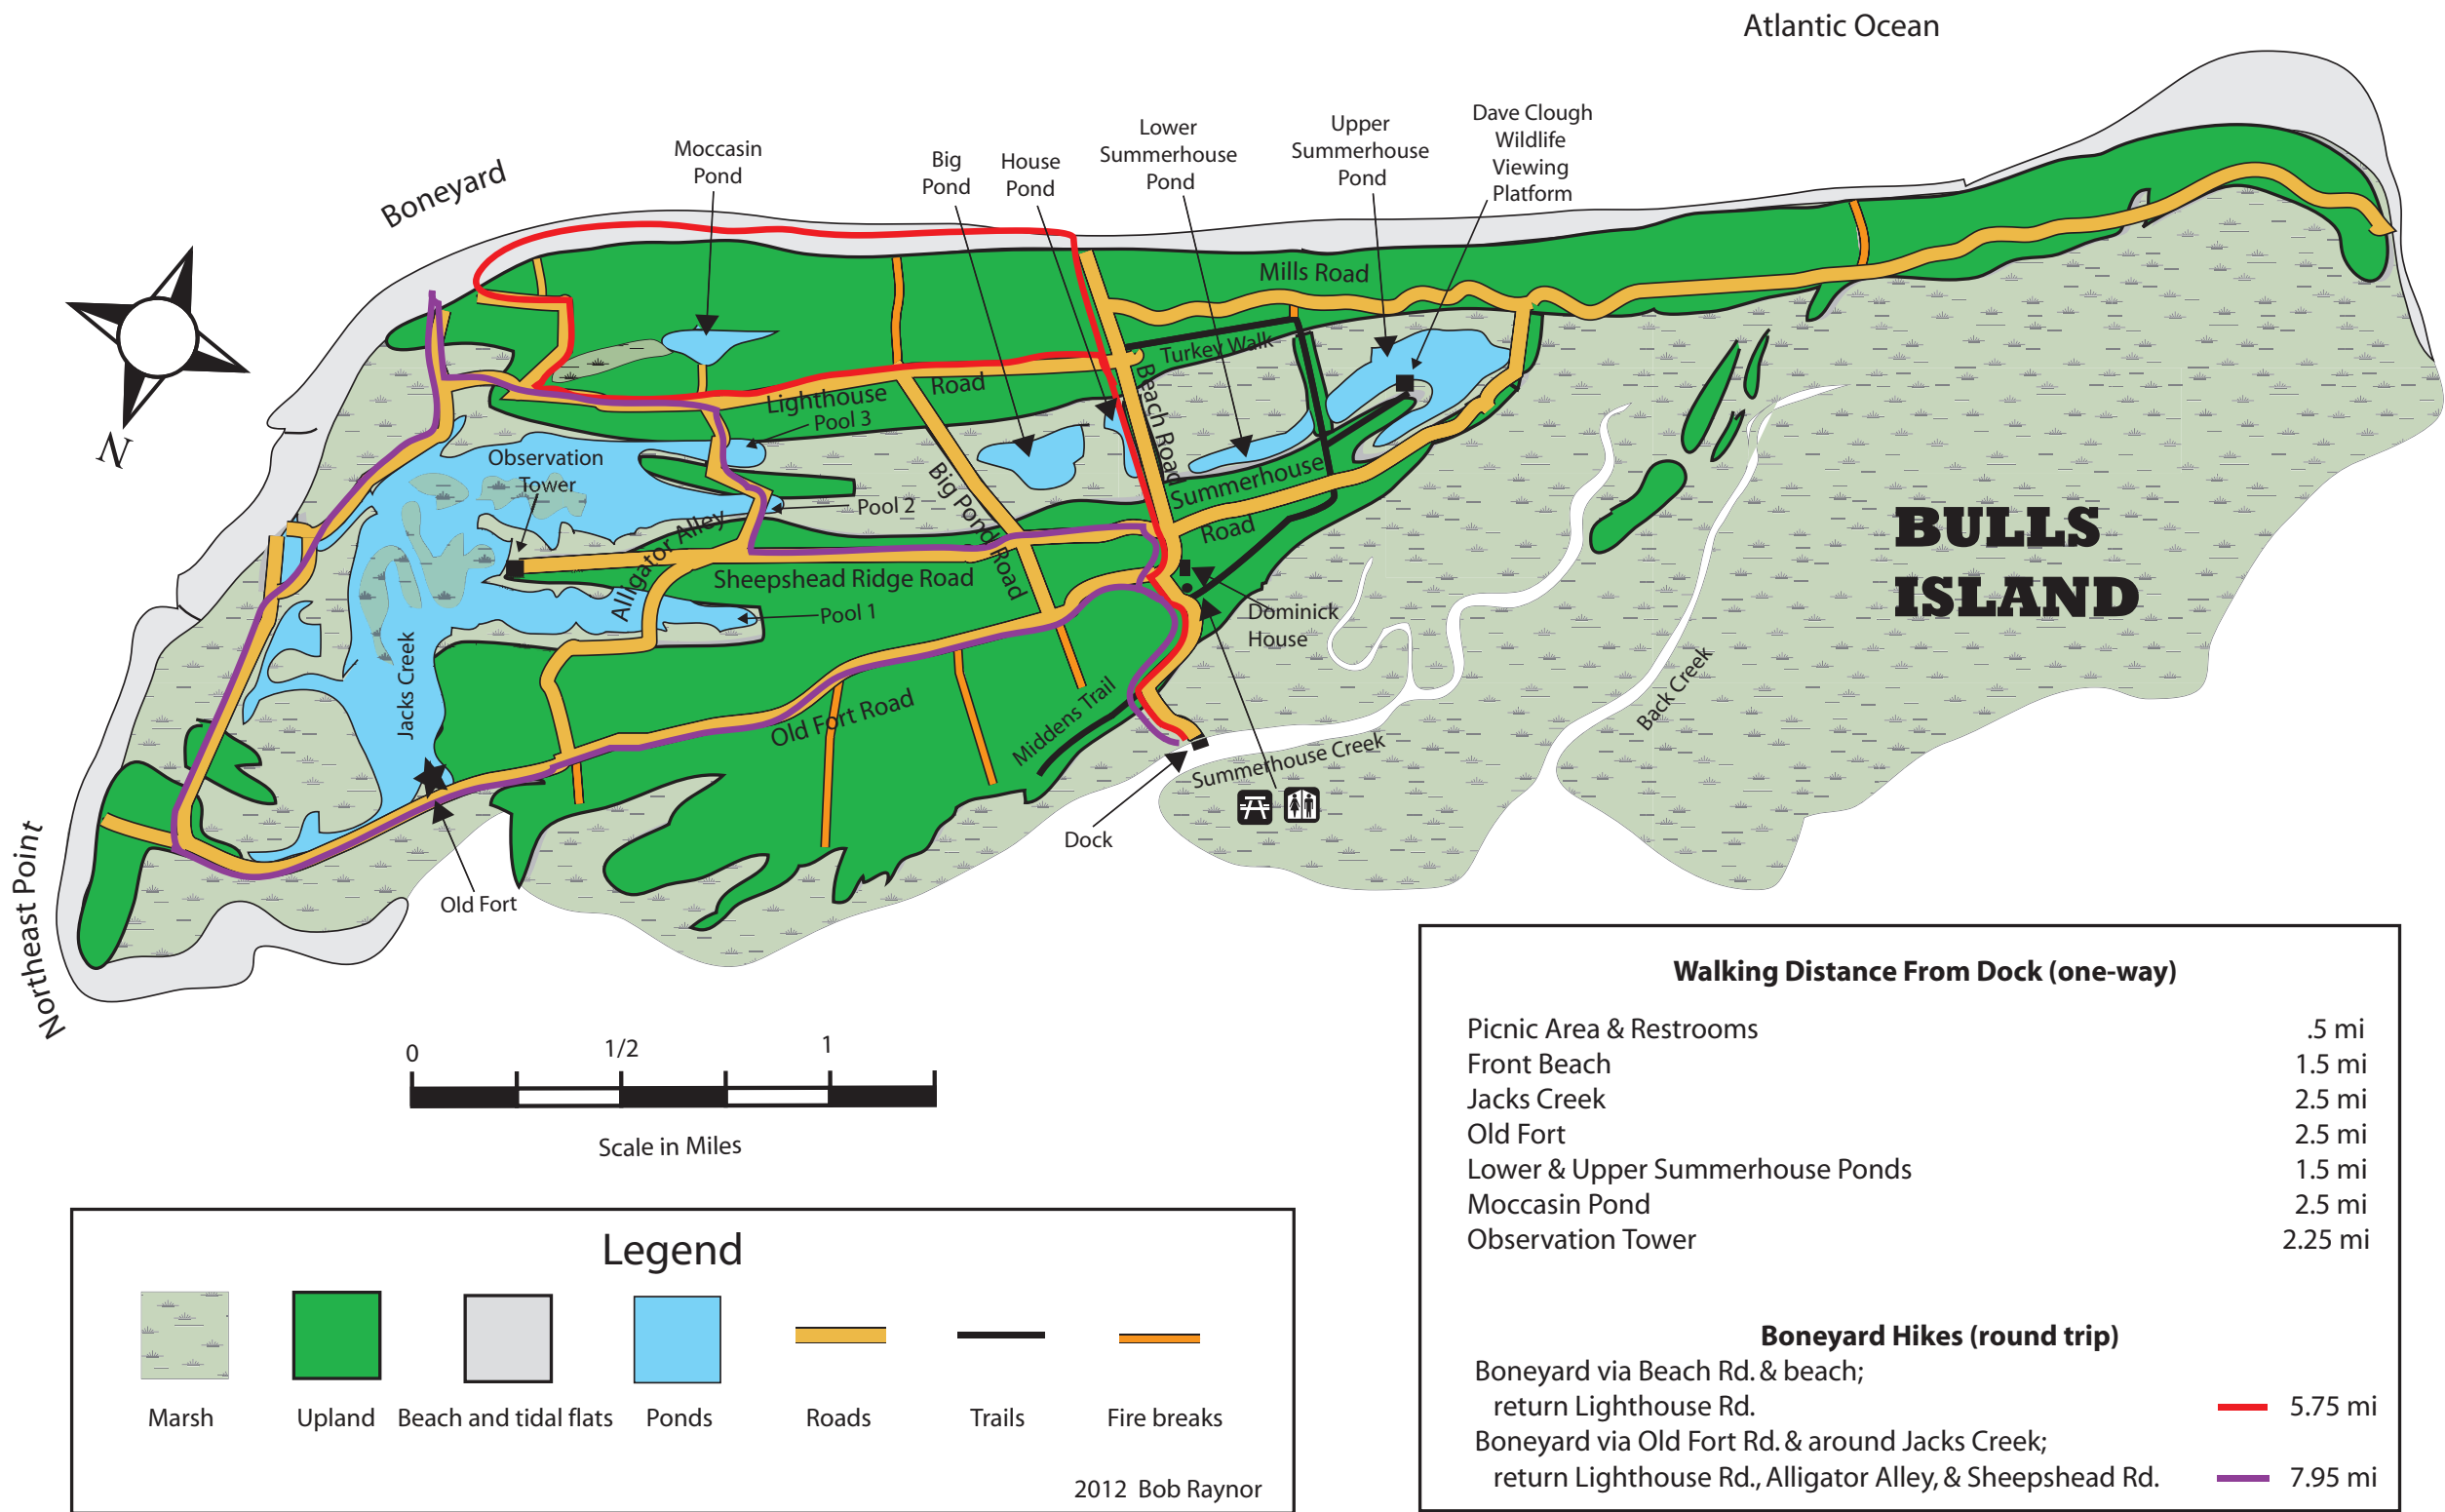 Atlantic Ocean
Boneyard
Moccasin
Pond
Big
Pond
House
Pond
Lower
Summerhouse
Pond
Upper
Summerhouse
Pond
Dave Clough
Wildlife
Viewing
Platform
Mills Road
Turkey Walk
Lighthouse
Road
Beach Road
Pool 3
Observation
Tower
Big Pond Road
Summerhouse
Road
Pool 2
Alligator Alley
Sheepshead Ridge Road
Pool 1
Dominick
House
BULLS
ISLAND
N
Jacks Creek
Old Fort Road
Middens Trail
Back Creek
Summerhouse Creek
Dock
Old Fort
Northeast Point
0
1/2
1
Scale in Miles
Legend
Marsh
Upland
Beach and tidal flats
Ponds
Roads
Trails
Fire breaks
2012 Bob Raynor
Walking Distance From Dock (one-way)
Picnic Area & Restrooms .5 mi
Front Beach 1.5 mi
Jacks Creek 2.5 mi
Old Fort 2.5 mi
Lower & Upper Summerhouse Ponds 1.5 mi
Moccasin Pond 2.5 mi
Observation Tower 2.25 mi
Boneyard Hikes (round trip)
Boneyard via Beach Rd. & beach;
return Lighthouse Rd. 5.75 mi
Boneyard via Old Fort Rd. & around Jacks Creek;
return Lighthouse Rd., Alligator Alley, & Sheepshead Rd. 7.95 mi